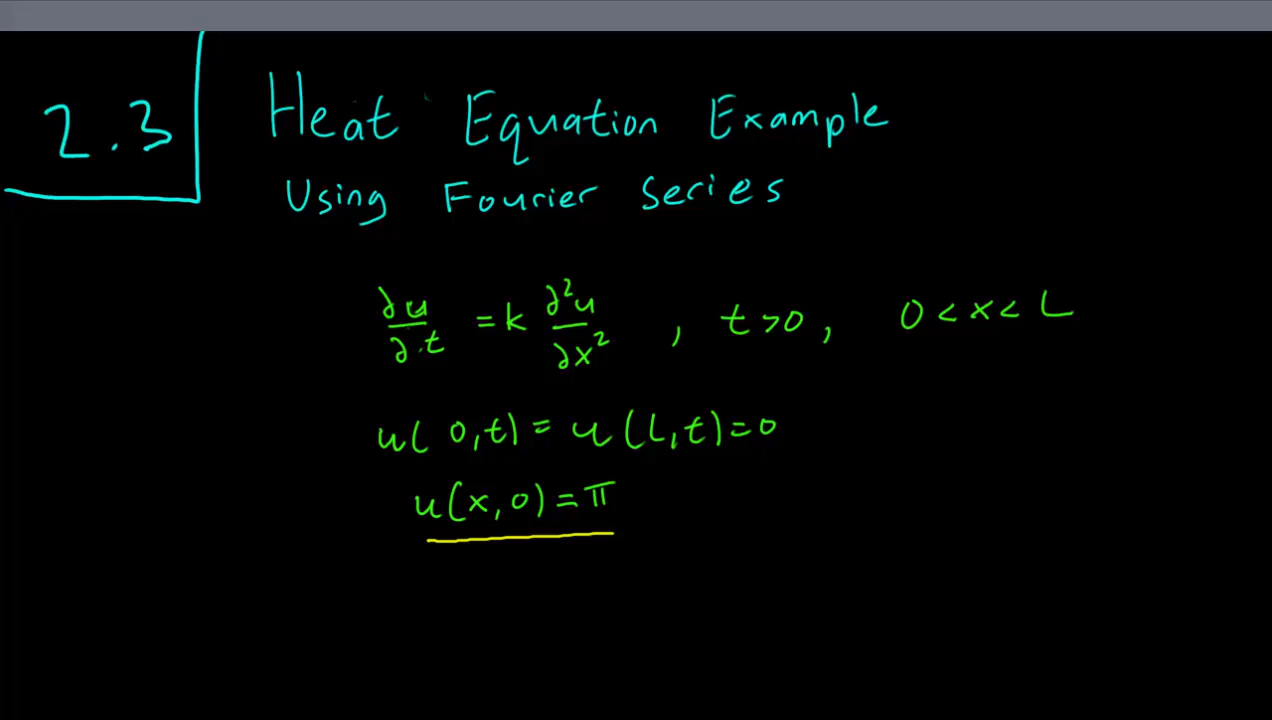 2.3
Heat Equation Example
Using Fourier Series
∂u/∂t = k ∂²u/∂x² , t>0, 0<x<L
u(0,t) = u(L,t)=0
u(x,0)=π